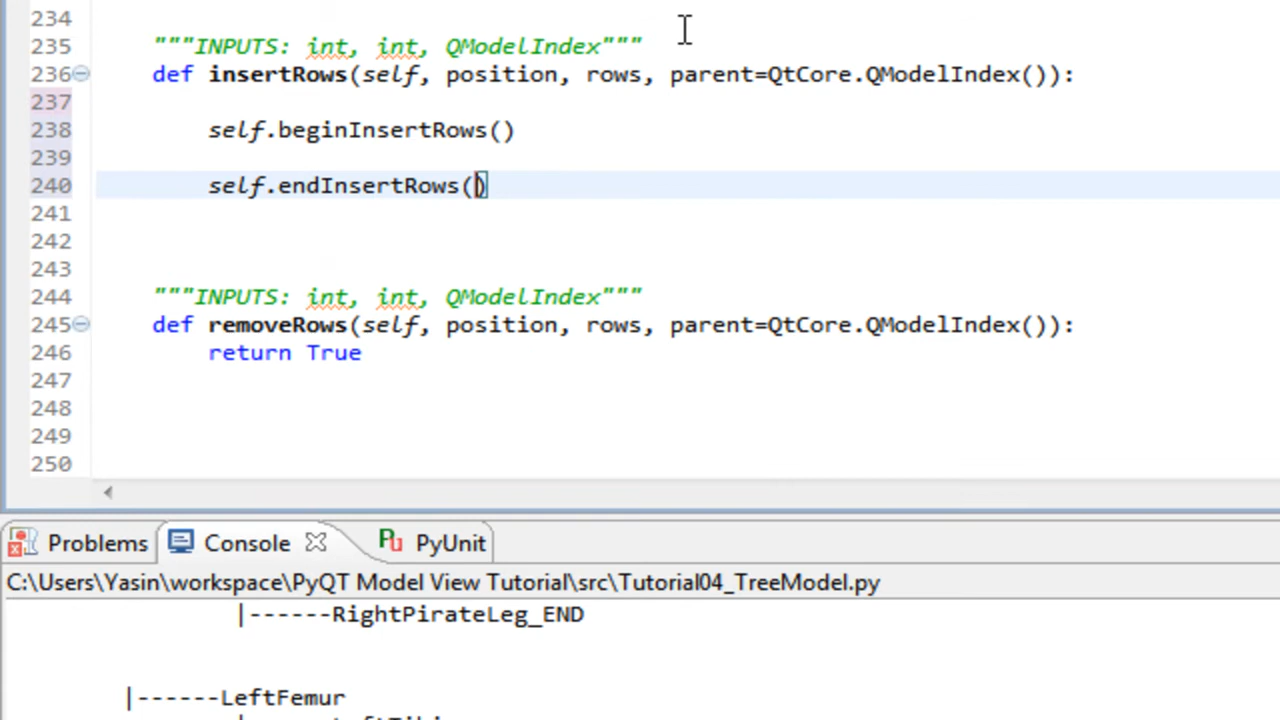 234
235 """INPUTS: int, int, QModelIndex"""
236 def insertRows(self, position, rows, parent=QtCore.QModelIndex()):
237
238 self.beginInsertRows()
239
240 self.endInsertRows()
241
242
243
244 """INPUTS: int, int, QModelIndex"""
245 def removeRows(self, position, rows, parent=QtCore.QModelIndex()):
246 return True
247
248
249
250
Problems Console Pu PyUnit
C:\Users\Yasin\workspace\PyQT Model View Tutorial\src\Tutorial04_TreeModel.py
|------RightPirateLeg_END
|------LeftFemur